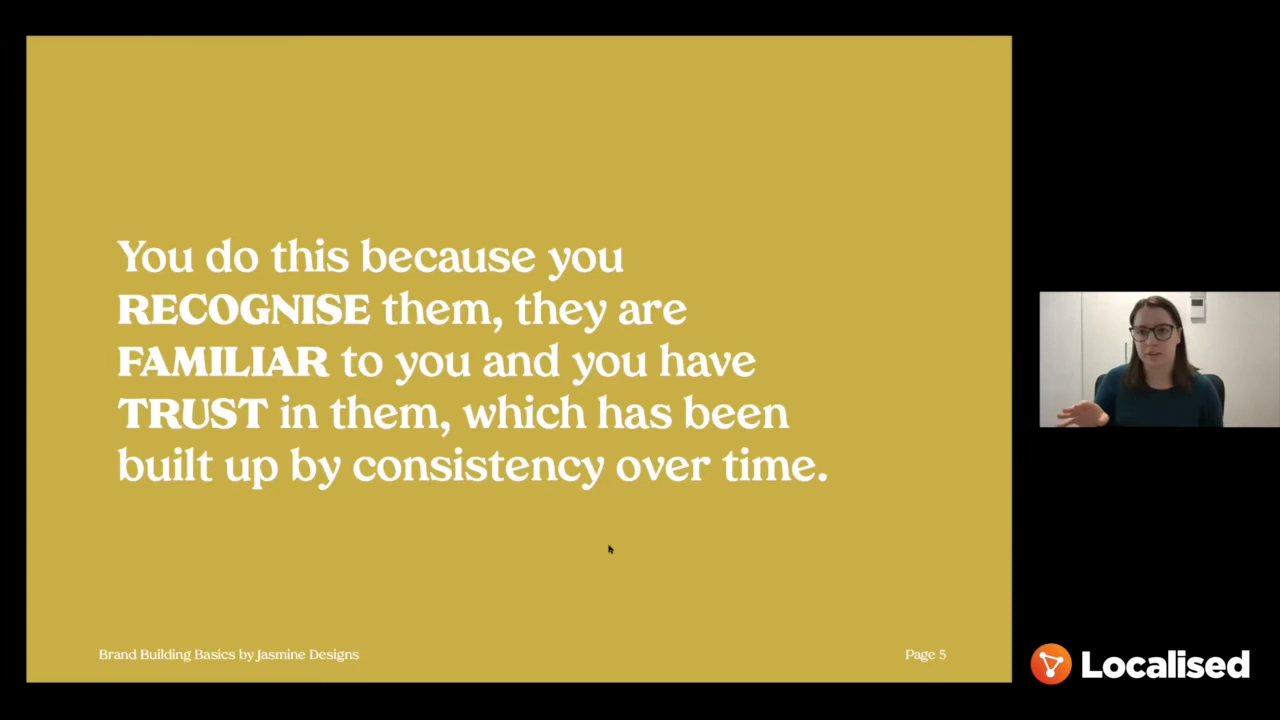 You do this because you
RECOGNISE them, they are
FAMILIAR to you and you have
TRUST in them, which has been
built up by consistency over time.
Brand Building Basics by Jasmine Designs
Page 5
Localised